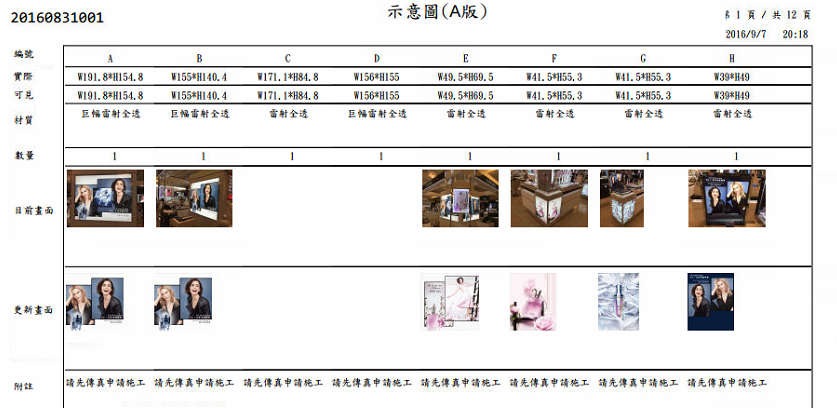 20160831001
示意圖(A版)
第 1 頁 / 共 12 頁
2016/9/7 20:18
編號 A B C D E F G H
實際 W191.8*H154.8 W155*H140.4 W171.1*H84.8 W156*H155 W49.5*H69.5 W41.5*H55.3 W41.5*H55.3 W39*H49
可見 W191.8*H154.8 W155*H140.4 W171.1*H84.8 W156*H155 W49.5*H69.5 W41.5*H55.3 W41.5*H55.3 W39*H49
材質 巨幅雷射全透 巨幅雷射全透 雷射全透 巨幅雷射全透 雷射全透 雷射全透 雷射全透 雷射全透
數量 1 1 1 1 1 1 1 1
目前畫面
更新畫面
附註 請先傳真申請施工 請先傳真申請施工 請先傳真申請施工 請先傳真申請施工 請先傳真申請施工 請先傳真申請施工 請先傳真申請施工 請先傳真申請施工